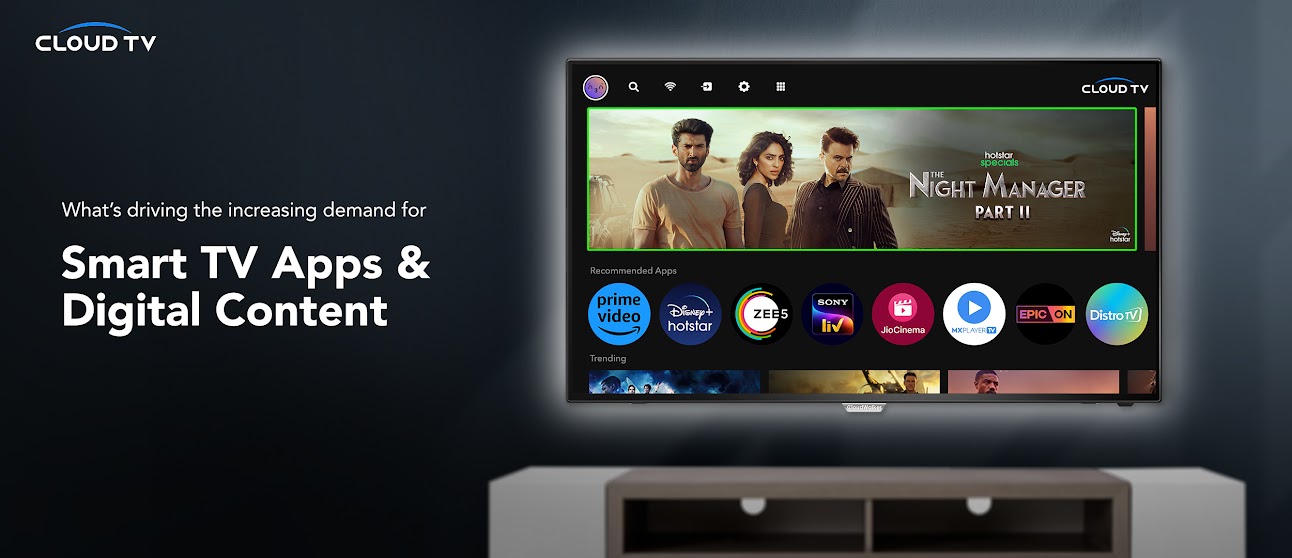 CLOUD TV
What's driving the increasing demand for
Smart TV Apps &
Digital Content
CLOUD TV
hotstar
specials
THE
NIGHT MANAGER
PART II
Disney+
hotstar
Recommended Apps
prime
video
Disney+
hotstar
ZEE5
SONY
liv
JioCinema
MXPLAYER TV
EPIC ON
DistroTV
Trending